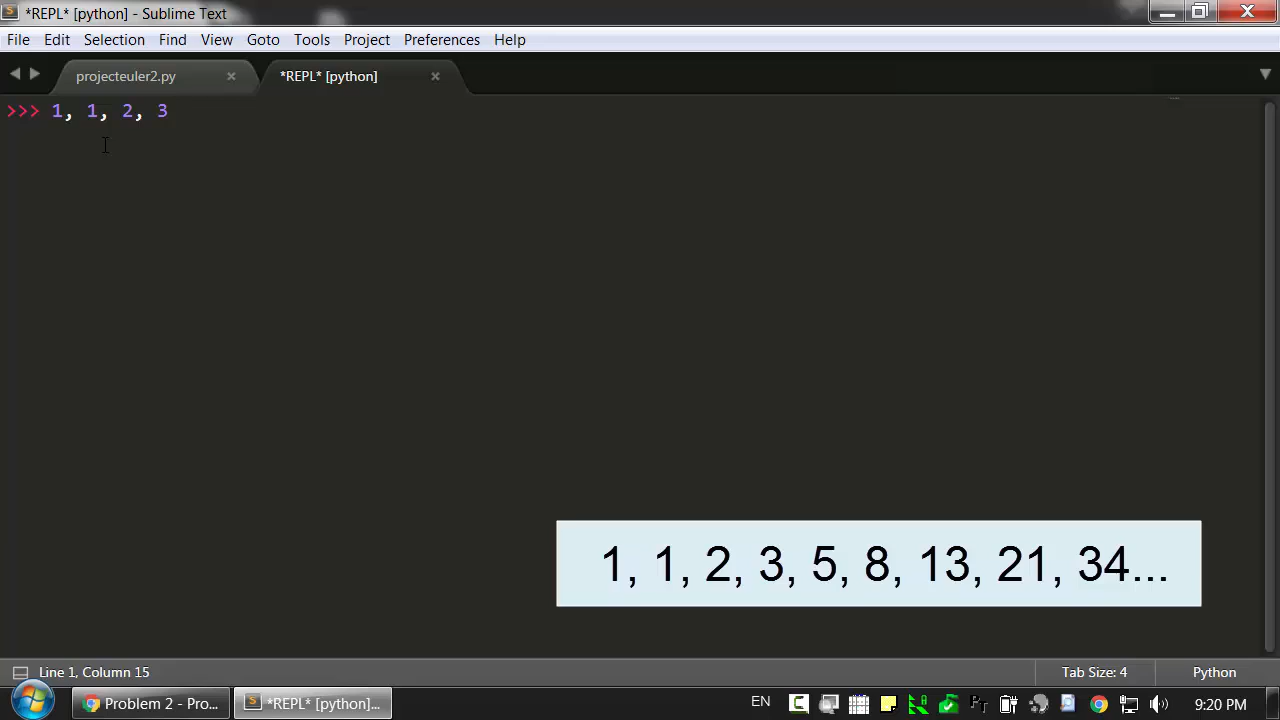 *REPL* [python] - Sublime Text
File Edit Selection Find View Goto Tools Project Preferences Help
projecteuler2.py × *REPL* [python] ×
>>> 1, 1, 2, 3
1, 1, 2, 3, 5, 8, 13, 21, 34...
Line 1, Column 15 Tab Size: 4 Python
Problem 2 - Pro... *REPL* [python]... EN 9:20 PM